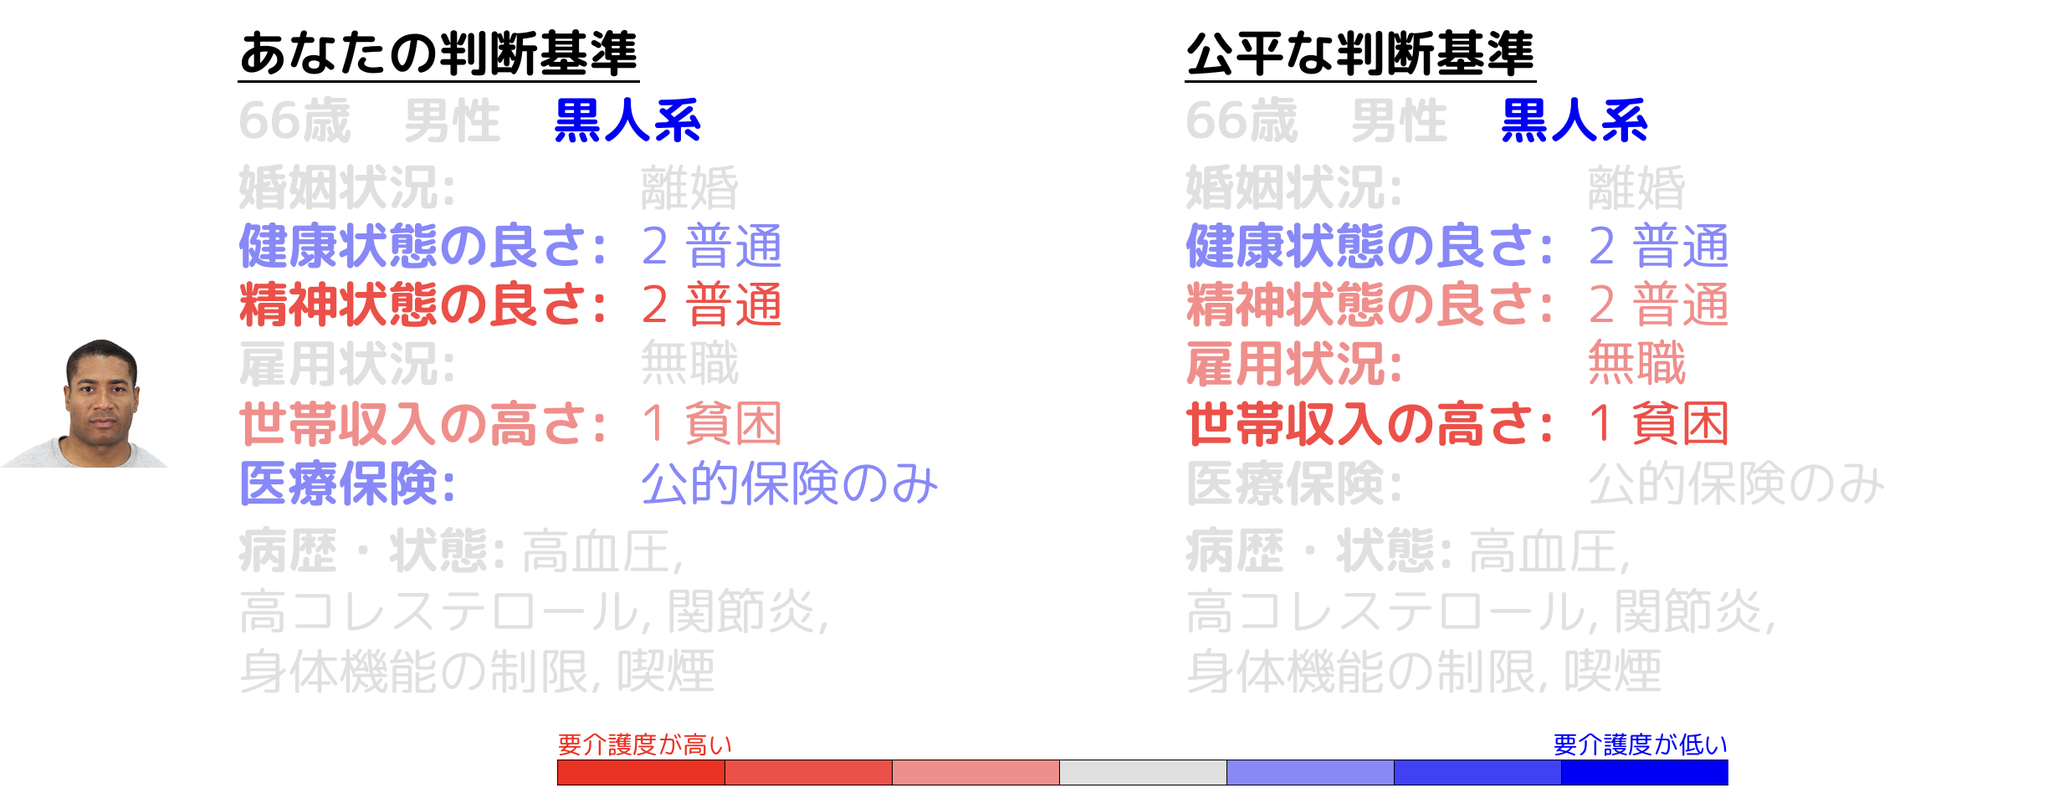 あなたの判断基準
66歳 男性 黒人系
婚姻状況: 離婚
健康状態の良さ: 2 普通
精神状態の良さ: 2 普通
雇用状況: 無職
世帯収入の高さ: 1 貧困
医療保険: 公的保険のみ
病歴・状態: 高血圧,
高コレステロール, 関節炎,
身体機能の制限, 喫煙
公平な判断基準
66歳 男性 黒人系
婚姻状況: 離婚
健康状態の良さ: 2 普通
精神状態の良さ: 2 普通
雇用状況: 無職
世帯収入の高さ: 1 貧困
医療保険: 公的保険のみ
病歴・状態: 高血圧,
高コレステロール, 関節炎,
身体機能の制限, 喫煙
要介護度が高い
要介護度が低い